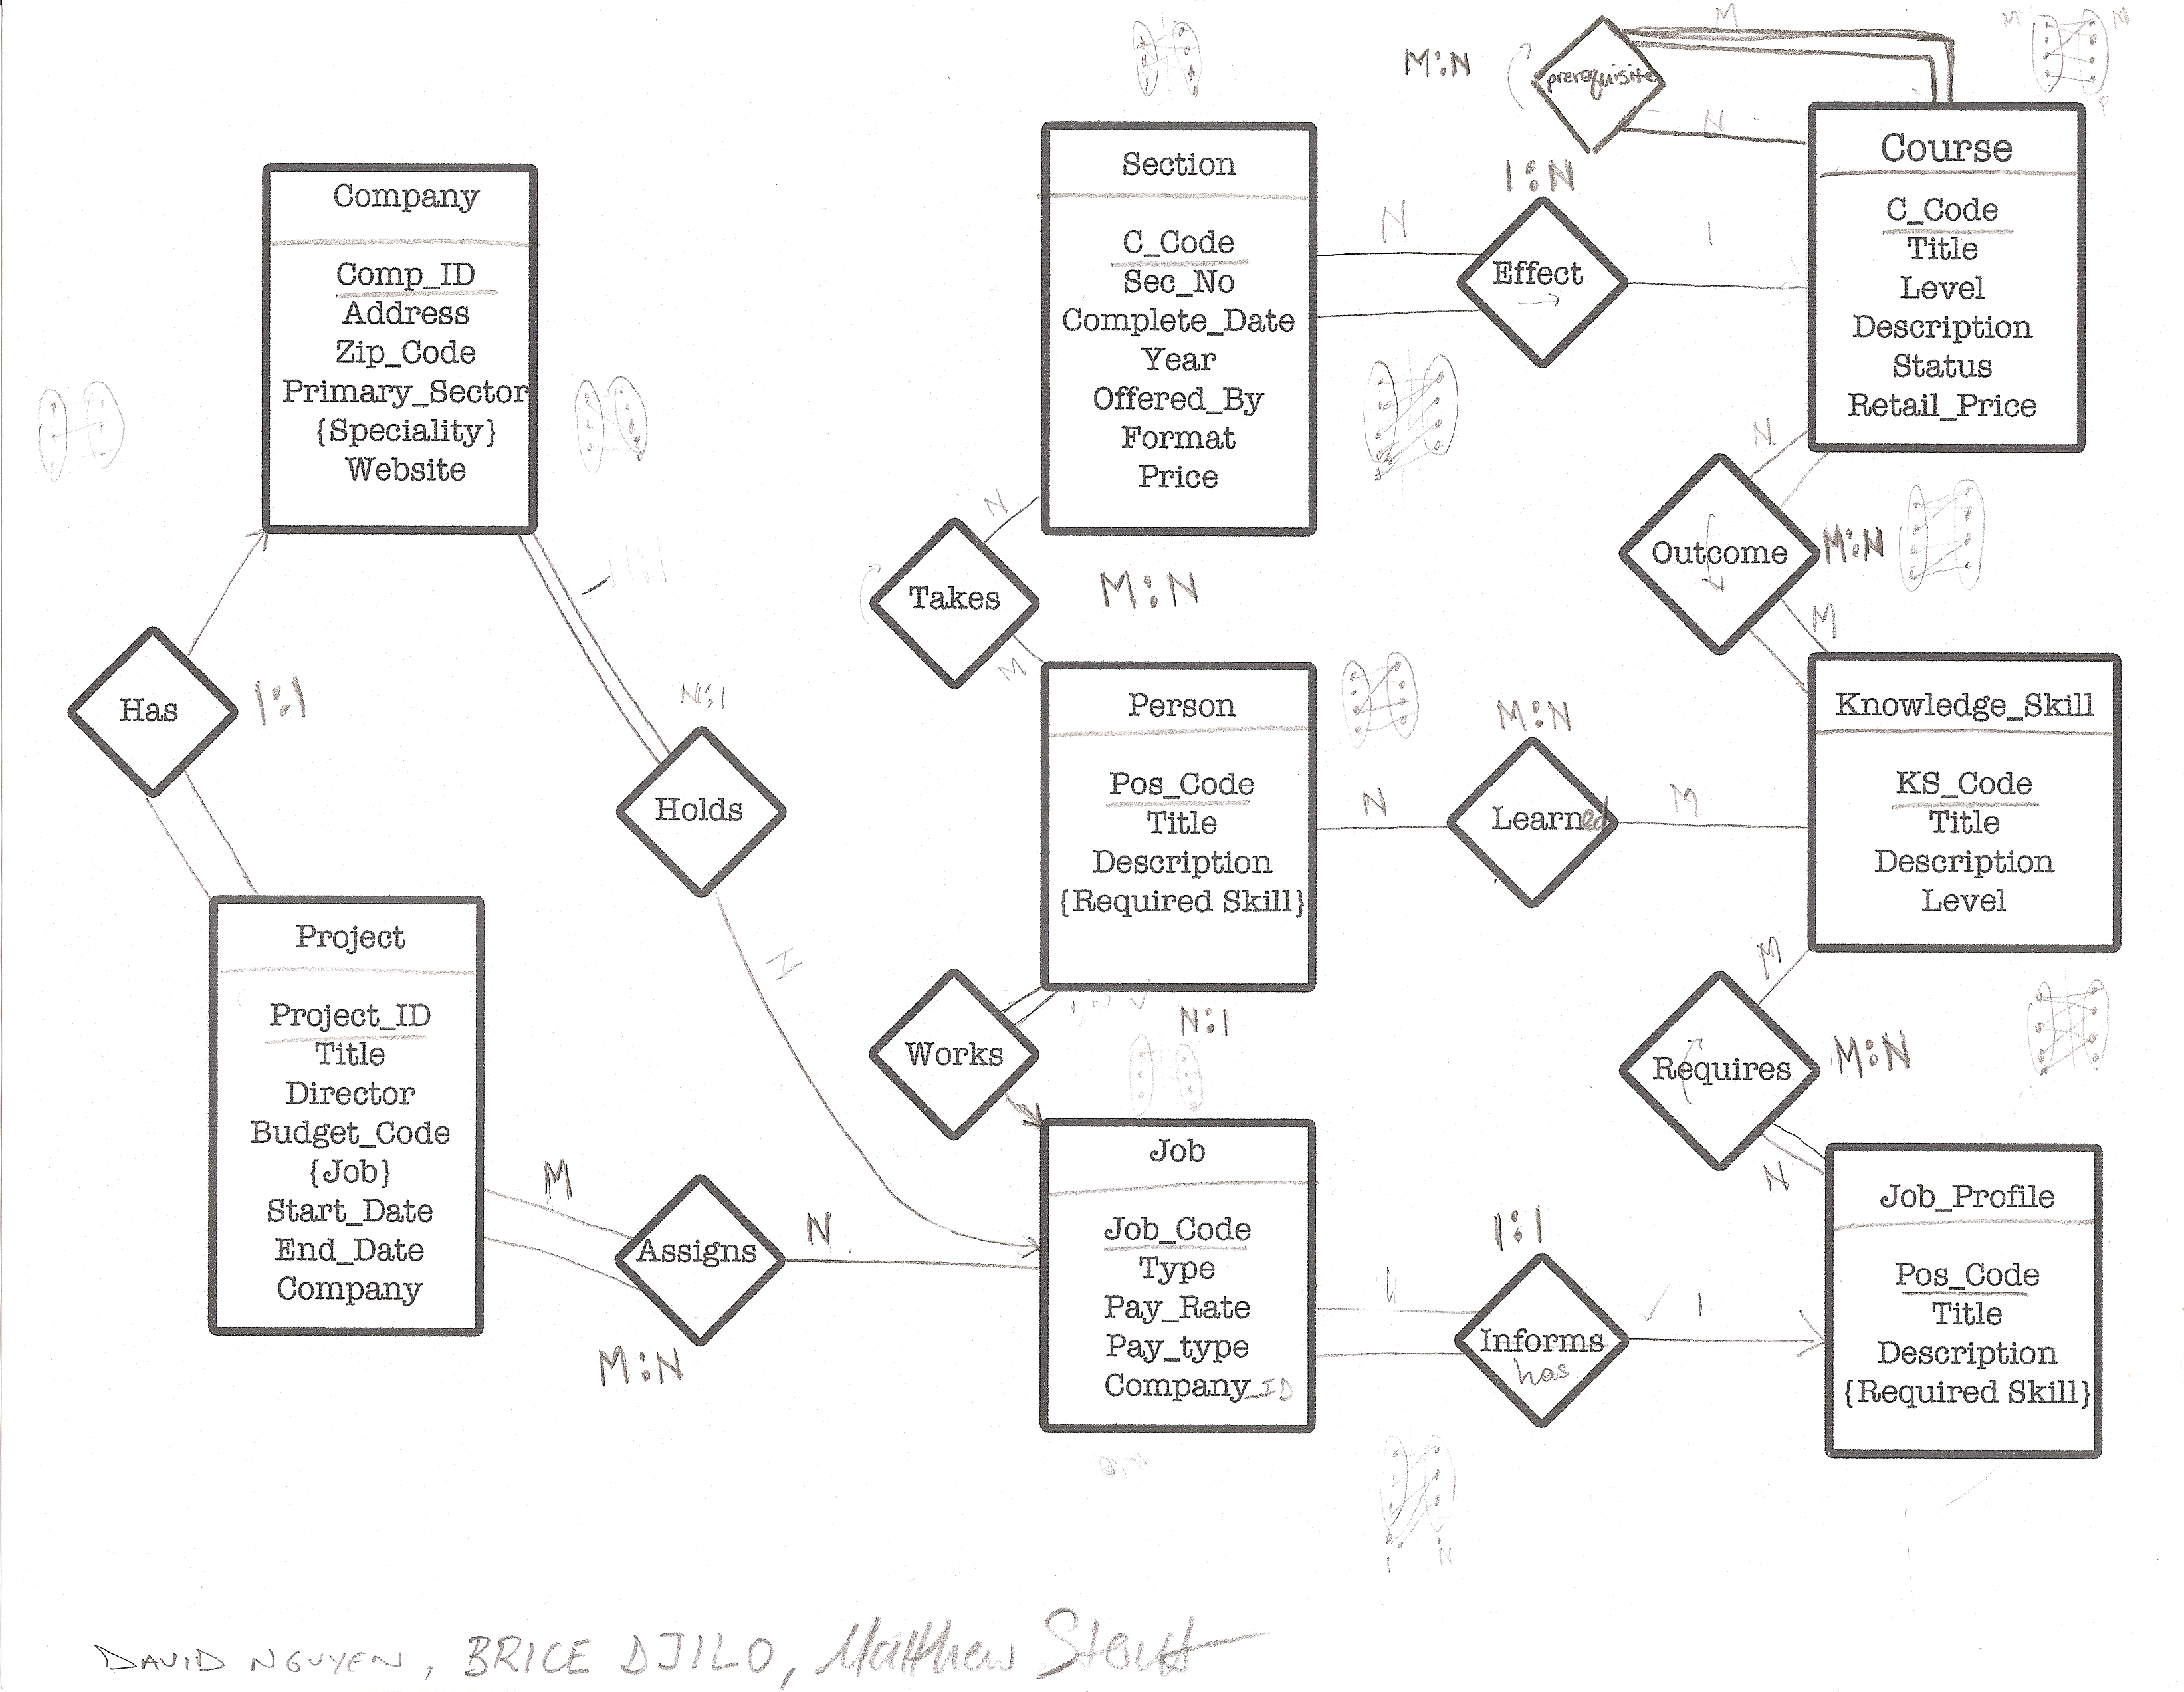 M
M
N
M:N
prerequisite
N
Course
C_Code
Title
Level
Description
Status
Retail_Price
Section
C_Code
Sec_No
Complete_Date
Year
Offered_By
Format
Price
1:N
N
Effect
1
Company
Comp_ID
Address
Zip_Code
Primary_Sector
{Speciality}
Website
N
Outcome
M:N
M
N
Takes
M:N
M
Has
1:1
N:1
Holds
Person
Pos_Code
Title
Description
{Required Skill}
M:N
N
Learned
M
Knowledge_Skill
KS_Code
Title
Description
Level
Project
Project_ID
Title
Director
Budget_Code
{Job}
Start_Date
End_Date
Company
Works
N:1
M
Requires
M:N
N
M
Assigns
N
M:N
Job
Job_Code
Type
Pay_Rate
Pay_type
Company_ID
1:1
Informs
has
1
Job_Profile
Pos_Code
Title
Description
{Required Skill}
DAVID NGUYEN, BRICE DJILO, Matthew